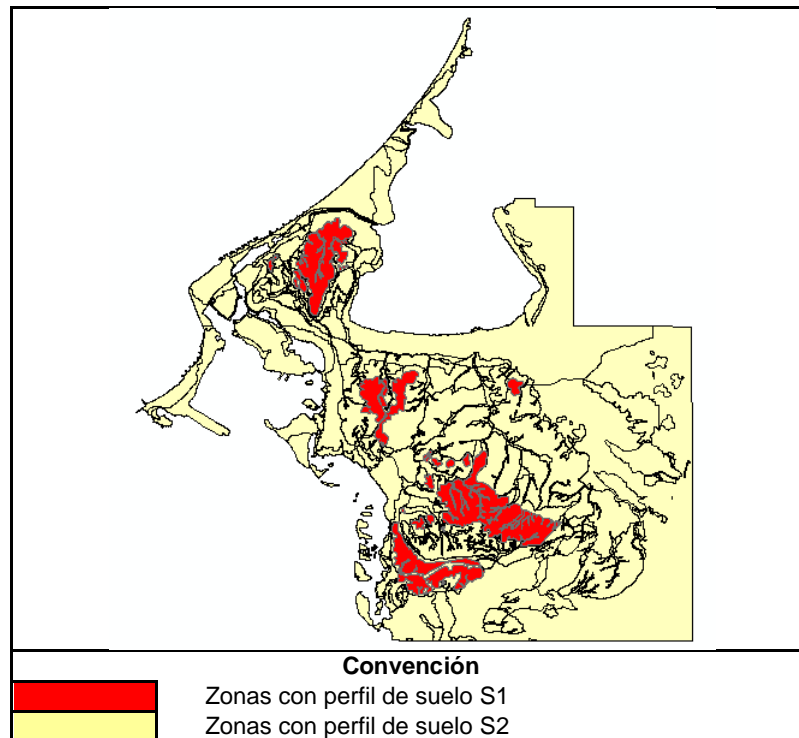 Convención
Zonas con perfil de suelo S1
Zonas con perfil de suelo S2